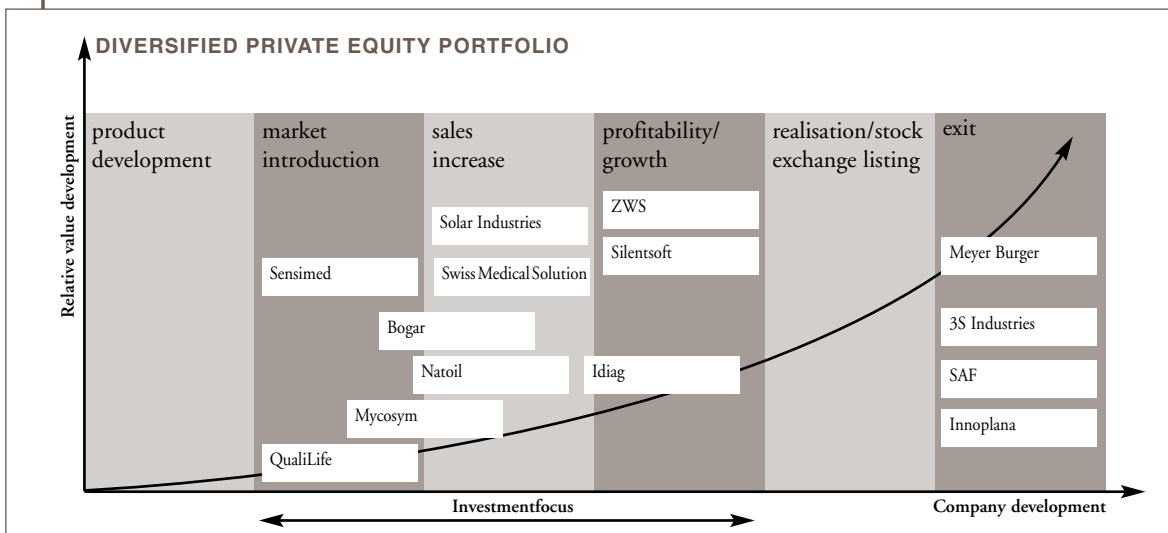 DIVERSIFIED PRIVATE EQUITY PORTFOLIO
Relative value development
product
development
market
introduction
sales
increase
profitability/
growth
realisation/stock
exchange listing
exit
ZWS
Solar Industries
Silentsoft
Meyer Burger
Sensimed
Swiss Medical Solution
Bogar
3S Industries
Natoil
Idiag
SAF
Mycosym
Innoplana
QualiLife
Investmentfocus
Company development